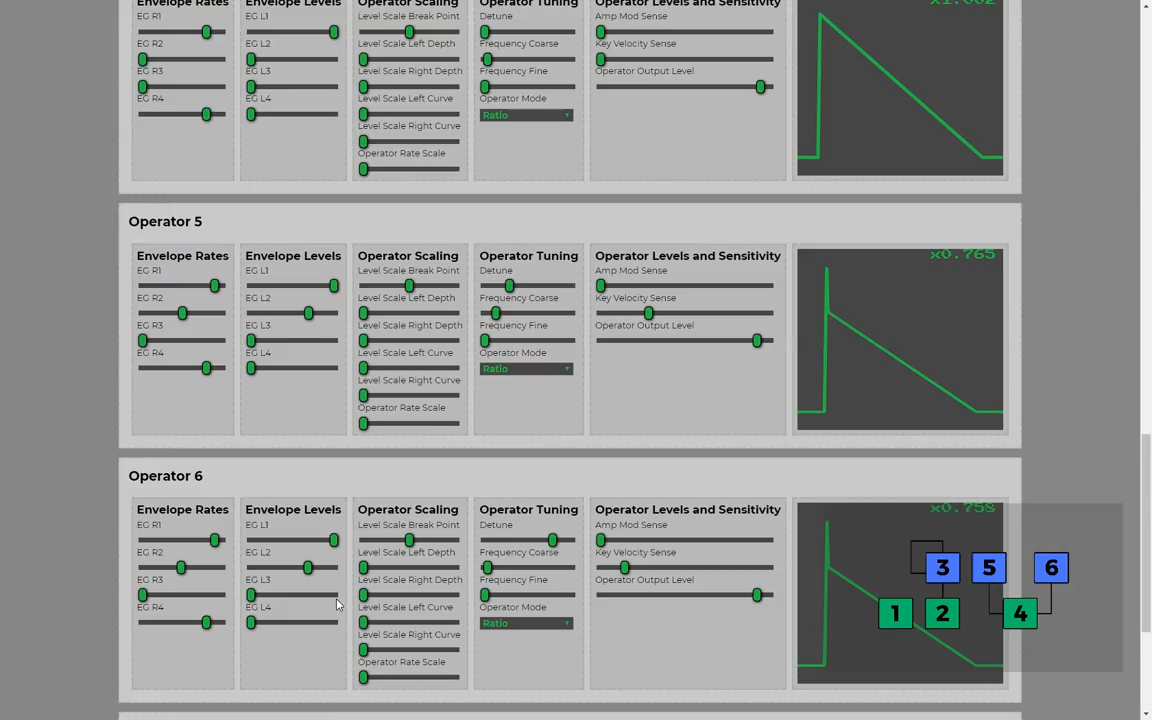 Envelope Rates
EG R1
EG R2
EG R3
EG R4
Envelope Levels
EG L1
EG L2
EG L3
EG L4
Operator Scaling
Level Scale Break Point
Level Scale Left Depth
Level Scale Right Depth
Level Scale Left Curve
Level Scale Right Curve
Operator Rate Scale
Operator Tuning
Detune
Frequency Coarse
Frequency Fine
Operator Mode
Ratio
Operator Levels and Sensitivity
Amp Mod Sense
Key Velocity Sense
Operator Output Level
x1.002
Operator 5
Envelope Rates
EG R1
EG R2
EG R3
EG R4
Envelope Levels
EG L1
EG L2
EG L3
EG L4
Operator Scaling
Level Scale Break Point
Level Scale Left Depth
Level Scale Right Depth
Level Scale Left Curve
Level Scale Right Curve
Operator Rate Scale
Operator Tuning
Detune
Frequency Coarse
Frequency Fine
Operator Mode
Ratio
Operator Levels and Sensitivity
Amp Mod Sense
Key Velocity Sense
Operator Output Level
x0.765
Operator 6
Envelope Rates
EG R1
EG R2
EG R3
EG R4
Envelope Levels
EG L1
EG L2
EG L3
EG L4
Operator Scaling
Level Scale Break Point
Level Scale Left Depth
Level Scale Right Depth
Level Scale Left Curve
Level Scale Right Curve
Operator Rate Scale
Operator Tuning
Detune
Frequency Coarse
Frequency Fine
Operator Mode
Ratio
Operator Levels and Sensitivity
Amp Mod Sense
Key Velocity Sense
Operator Output Level
x0.758
3 5 6
1 2 4